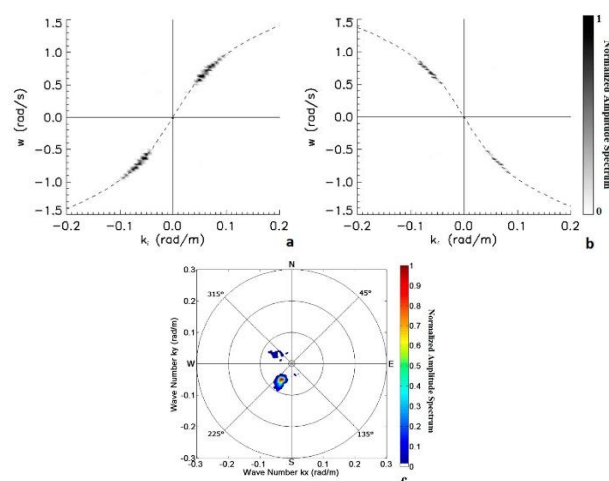 1.5
1.0
0.5
0.0
-0.5
-1.0
-1.5
w (rad/s)
-0.2 -0.1 0.0 0.1 0.2
(rad/m)
a
1.0
0.5
0.0
-0.5
-1.0
-1.5
w (rad/s)
-0.2 -0.1 0.0 0.1 0.2
(rad/m)
b
1
Normalized Amplitude Spectrum
0
0.3
0.2
0.1
0.0
-0.1
-0.2
-0.3
Wave Number ky (rad/m)
N
45°
E
135°
S
225°
W
315°
-0.3 -0.2 -0.1 0.0 0.1 0.2 0.3
Wave Number kx (rad/m)
1
0.9
0.8
0.7
0.6
0.5
0.4
0.3
0.2
0.1
0
Normalized Amplitude Spectrum